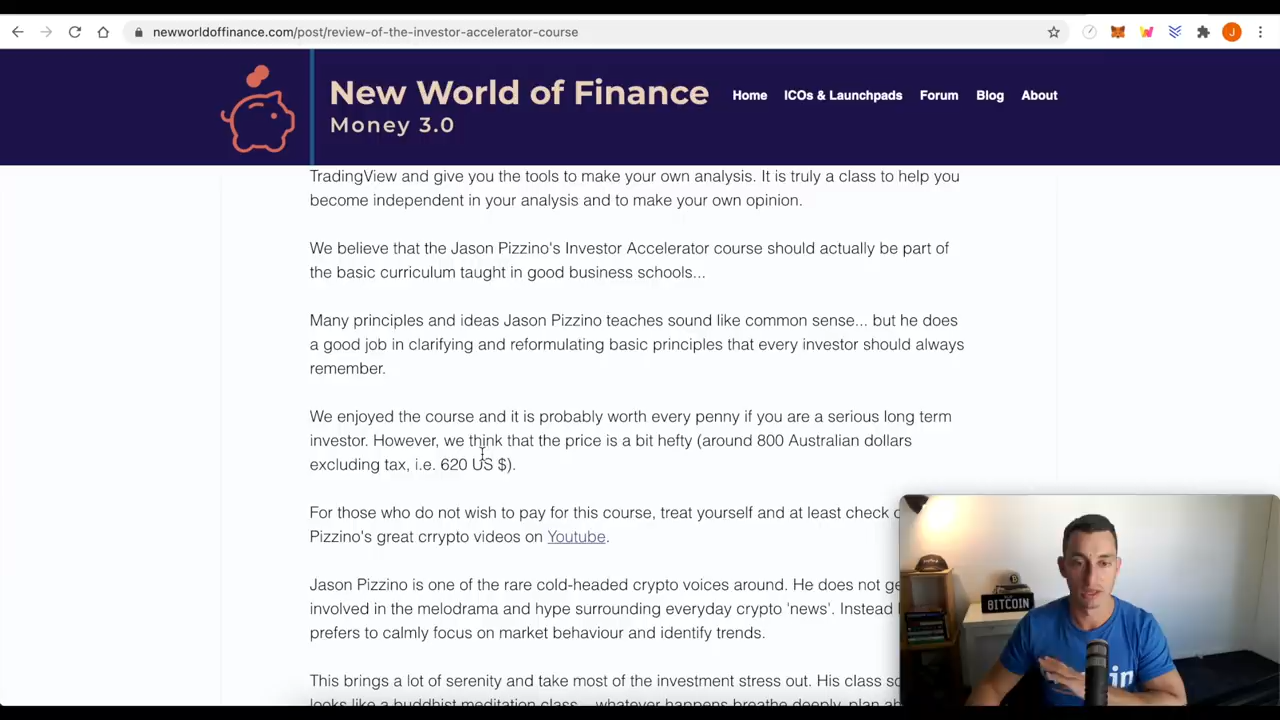 newworldoffinance.com/post/review-of-the-investor-accelerator-course
J
New World of Finance
Money 3.0
Home ICOs & Launchpads Forum Blog About
TradingView and give you the tools to make your own analysis. It is truly a class to help you
become independent in your analysis and to make your own opinion.
We believe that the Jason Pizzino's Investor Accelerator course should actually be part of
the basic curriculum taught in good business schools...
Many principles and ideas Jason Pizzino teaches sound like common sense... but he does
a good job in clarifying and reformulating basic principles that every investor should always
remember.
We enjoyed the course and it is probably worth every penny if you are a serious long term
investor. However, we think that the price is a bit hefty (around 800 Australian dollars
excluding tax, i.e. 620 US $).
For those who do not wish to pay for this course, treat yourself and at least check
Pizzino's great crrypto videos on Youtube.
Jason Pizzino is one of the rare cold-headed crypto voices around. He does not
involved in the melodrama and hype surrounding everyday crypto 'news'. Instead
prefers to calmly focus on market behaviour and identify trends.
This brings a lot of serenity and take most of the investment stress out. His class
looks like a buddhist meditation class... whatever happens breathe deeply, plan
BITCOIN
in